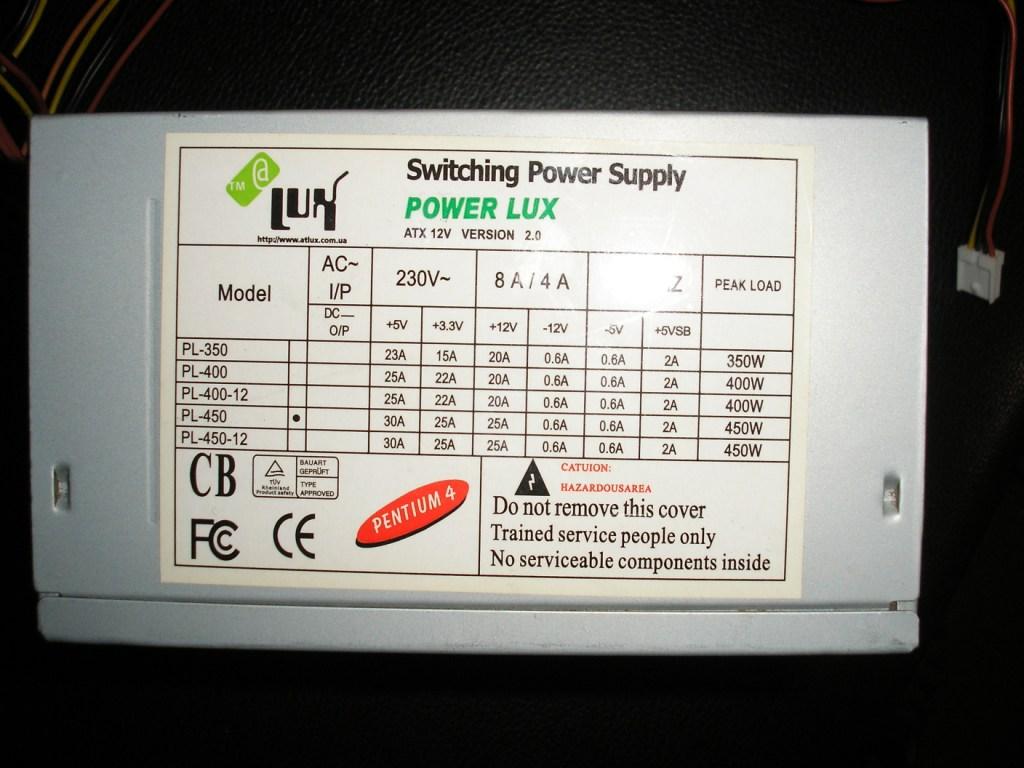 TM @ LUX
http://www.atlux.com.ua
Switching Power Supply
POWER LUX
ATX 12V VERSION 2.0
Model AC~ I/P 230V~ 8 A / 4 A Z PEAK LOAD
DC— O/P +5V +3.3V +12V -12V -5V +5VSB
PL-350 23A 15A 20A 0.6A 0.6A 2A 350W
PL-400 25A 22A 20A 0.6A 0.6A 2A 400W
PL-400-12 25A 22A 20A 0.6A 0.6A 2A 400W
PL-450 • 30A 25A 25A 0.6A 0.6A 2A 450W
PL-450-12 30A 25A 25A 0.6A 0.6A 2A 450W
CB
TÜV
Rheinland
Product safety
BAUART
GEPRÜFT
TYPE
APPROVED
FC CE
PENTIUM 4
CATUION:
HAZARDOUSAREA
Do not remove this cover
Trained service people only
No serviceable components inside